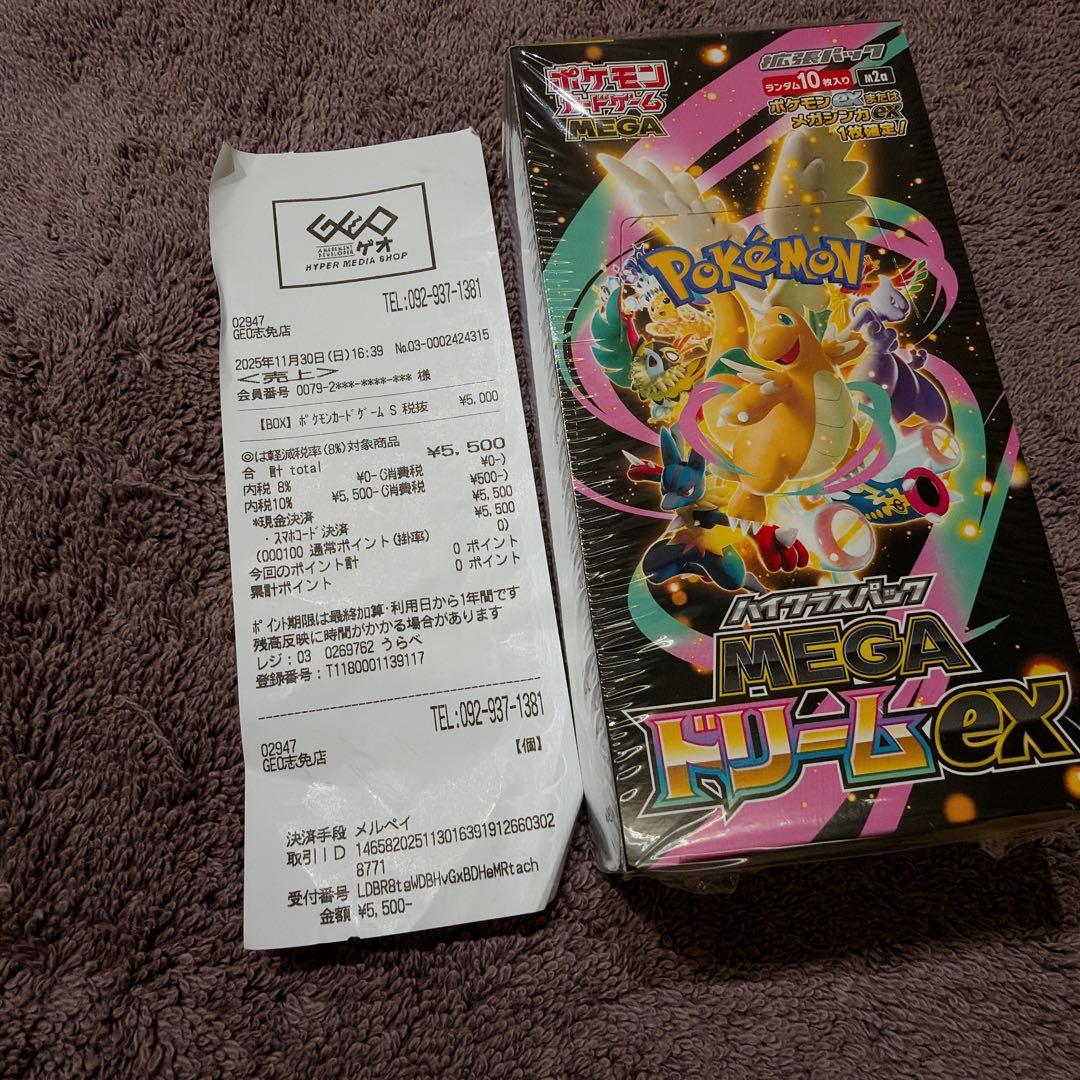 GEO
AMUSEMENT
DEVELOPER ゲオ
HYPER MEDIA SHOP
TEL:092-937-1381
02947
GEO志免店
2025年11月30日(日)16:39 No.03-0002424315
<売上>
会員番号 0079-2***-****-*** 様
【BOX】ポケモンカードゲーム S 税抜 ¥5,000
◎は軽減税率(8%)対象商品
合 計 total ¥5,500
内税 8% ¥0-(消費税 ¥0-)
内税10% ¥5,500-(消費税 ¥500-)
*現金決済 ¥5,500
・スマホコード決済 ¥5,500
(000100 通常ポイント(掛率) 0)
今回のポイント計 0 ポイント
累計ポイント 0 ポイント
ポイント期限は最終加算・利用日から1年間です
残高反映に時間がかかる場合があります
レジ:03 0269762 うらべ
登録番号:T1180001139117
TEL:092-937-1381
02947
GEO志免店
【個】
決済手段 メルペイ
取引ID 14658202511301639191266030​2
8771
受付番号 LDBR8tgWDBHvGxBDHeMRtach
金額 ¥5,500-
ポケモン
カードゲーム
MEGA
拡張パック
ランダム10枚入り M2a
ポケモンexまたは
メガシンカex
1枚確定!
POKéMON
ハイクラスパック
MEGA
ドリームex